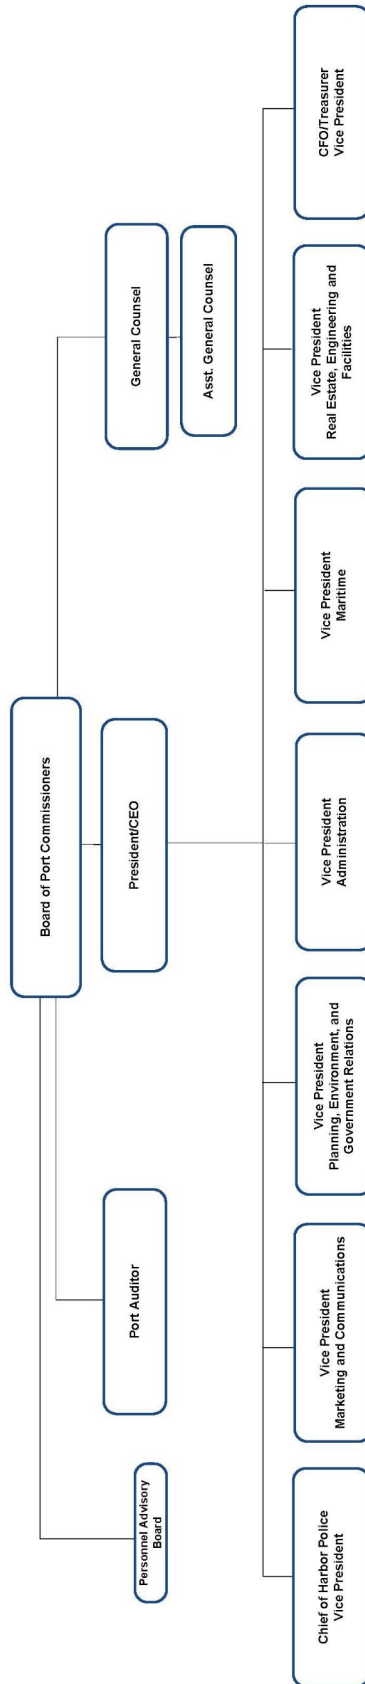 Board of Port Commissioners
Personnel Advisory
Board
Port Auditor
President/CEO
General Counsel
Asst. General Counsel
Chief of Harbor Police
Vice President
Vice President
Marketing and Communications
Vice President
Planning, Environment, and
Government Relations
Vice President
Administration
Vice President
Maritime
Vice President
Real Estate, Engineering and
Facilities
CFO/Treasurer
Vice President